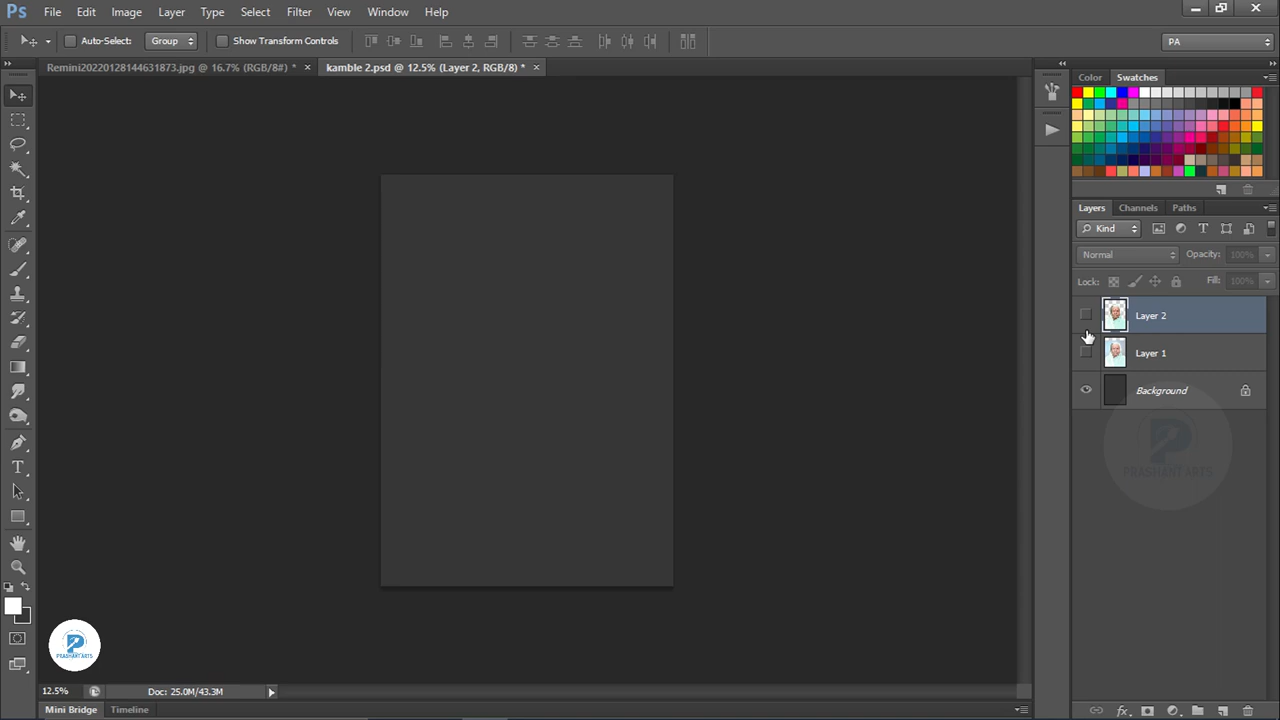 Ps File Edit Image Layer Type Select Filter View Window Help
Auto-Select: Group Show Transform Controls PA
Remini20220128144631873.jpg @ 16.7% (RGB/8#) * × kamble 2.psd @ 12.5% (Layer 2, RGB/8) * ×
Color Swatches
Layers Channels Paths
Kind T
Normal Opacity: 100%
Lock: Fill: 100%
Layer 2
Layer 1
Background
PRASHANT ARTS
T
PRASHANT ARTS
12.5% Doc: 25.0M/43.3M
Mini Bridge Timeline
fx